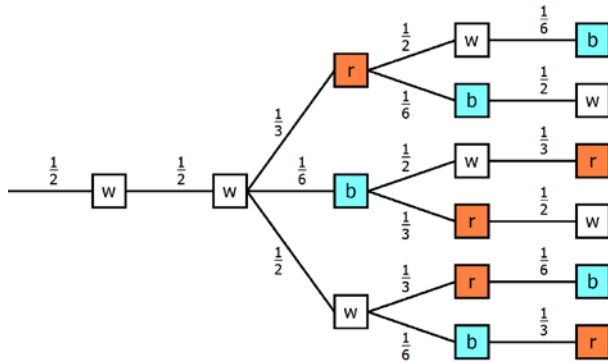 1/2 w 1/6 b
r
1/6 b 1/2 w
1/3
1/2 w 1/2 w 1/6 b 1/2 w 1/3 r
1/3 r 1/2 w
1/2
1/3 r 1/6 b
w
1/6 b 1/3 r